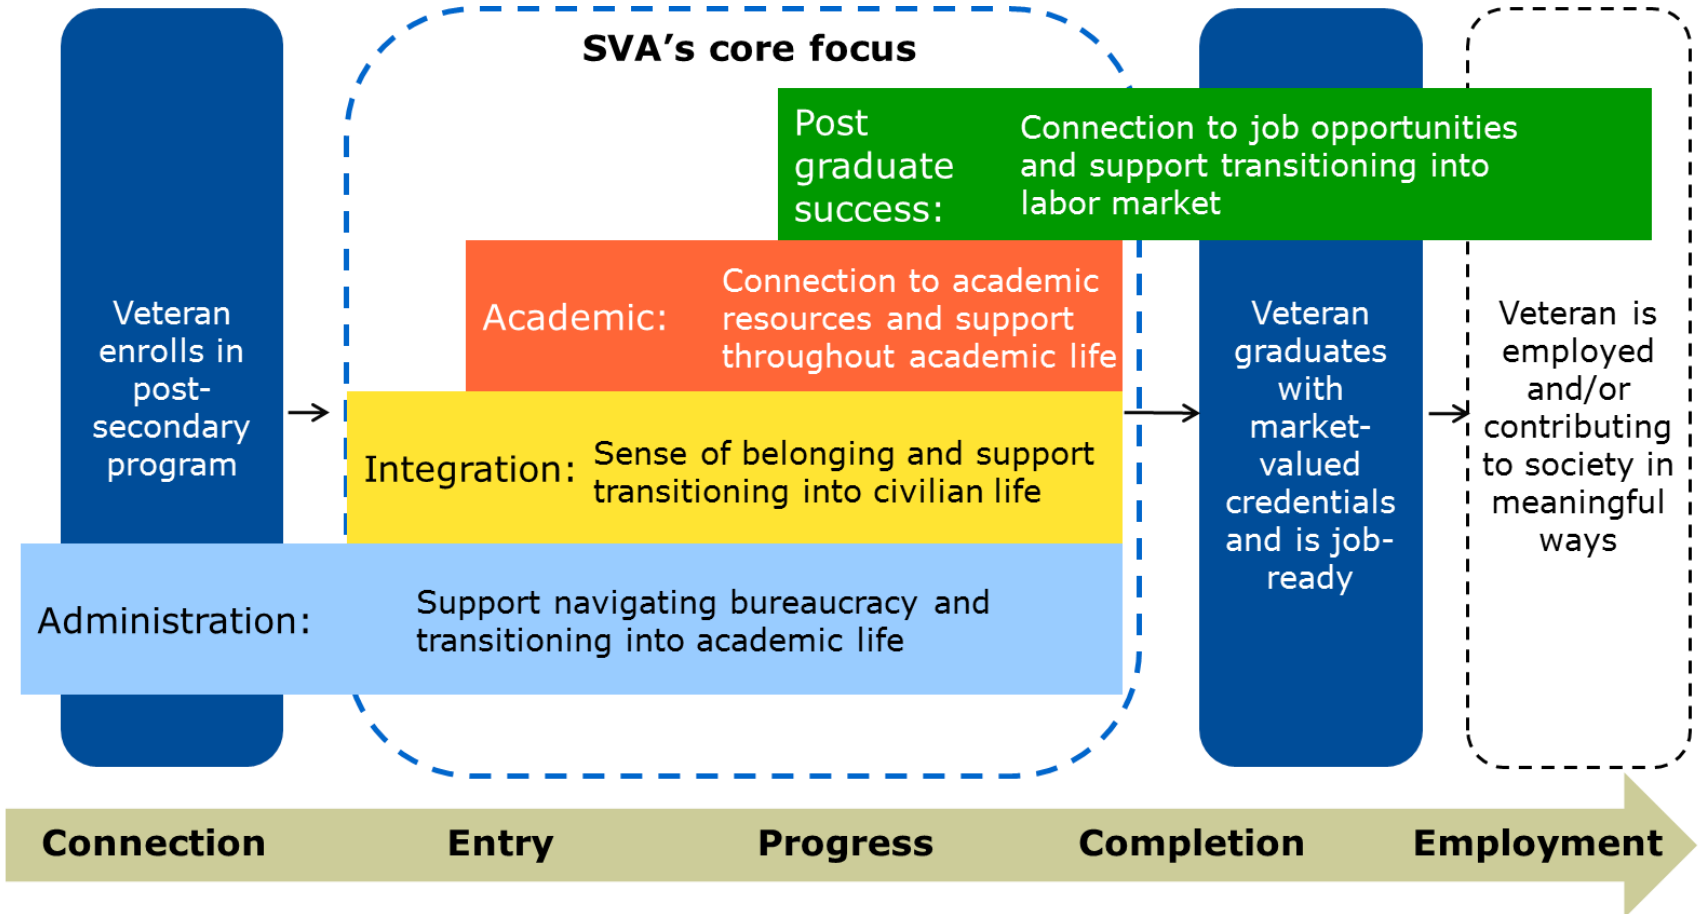 SVA’s core focus
Post
graduate
success:
Connection to job opportunities
and support transitioning into
labor market
Academic:
Connection to academic
resources and support
throughout academic life
Integration:
Sense of belonging and support
transitioning into civilian life
Administration:
Support navigating bureaucracy and
transitioning into academic life
Veteran
enrolls in
post-
secondary
program
Veteran
graduates
with
market-
valued
credentials
and is job-
ready
Veteran is
employed
and/or
contributing
to society in
meaningful
ways
Connection
Entry
Progress
Completion
Employment